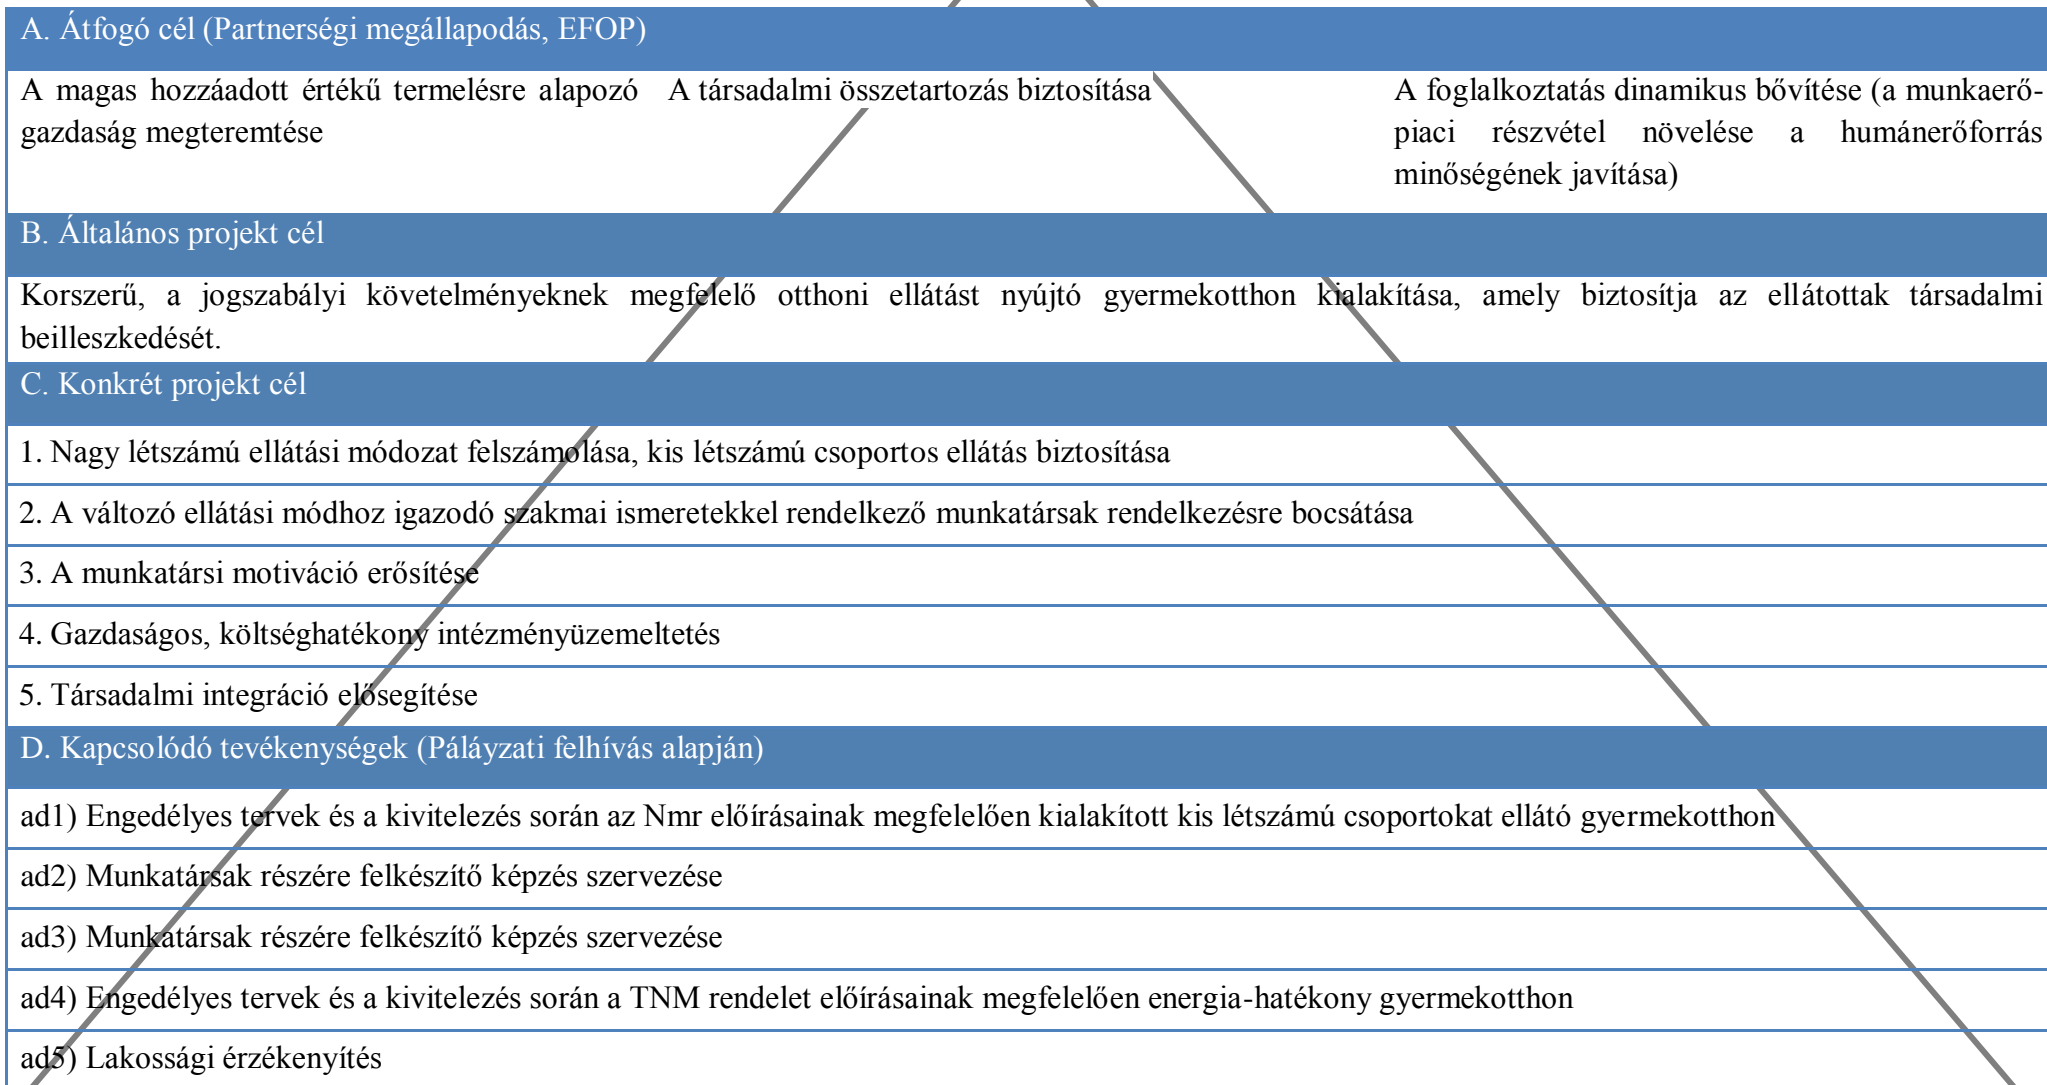 A. Átfogó cél (Partnerségi megállapodás, EFOP)
A magas hozzáadott értékű termelésre alapozó
gazdaság megteremtése
A társadalmi összetartozás biztosítása
A foglalkoztatás dinamikus bővítése (a munkaerő-
piaci részvétel növelése a humánerőforrás
minőségének javítása)
B. Általános projekt cél
Korszerű, a jogszabályi követelményeknek megfelelő otthoni ellátást nyújtó gyermekotthon kialakítása, amely biztosítja az ellátottak társadalmi
beilleszkedését.
C. Konkrét projekt cél
1. Nagy létszámú ellátási módozat felszámolása, kis létszámú csoportos ellátás biztosítása
2. A változó ellátási módhoz igazodó szakmai ismeretekkel rendelkező munkatársak rendelkezésre bocsátása
3. A munkatársi motiváció erősítése
4. Gazdaságos, költséghatékony intézményüzemeltetés
5. Társadalmi integráció elősegítése
D. Kapcsolódó tevékenységek (Páláyzati felhívás alapján)
ad1) Engedélyes tervek és a kivitelezés során az Nmr előírásainak megfelelően kialakított kis létszámú csoportokat ellátó gyermekotthon
ad2) Munkatársak részére felkészítő képzés szervezése
ad3) Munkatársak részére felkészítő képzés szervezése
ad4) Engedélyes tervek és a kivitelezés során a TNM rendelet előírásainak megfelelően energia-hatékony gyermekotthon
ad5) Lakossági érzékenyítés